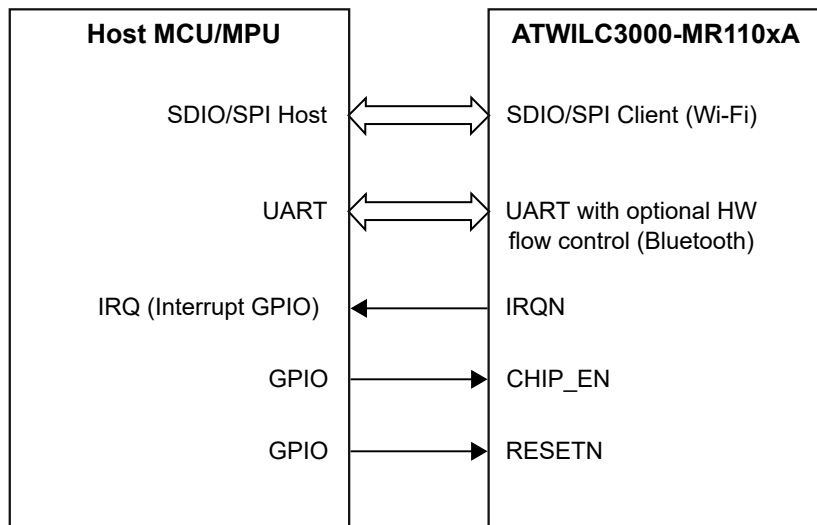 Host MCU/MPU
ATWILC3000-MR110xA
SDIO/SPI Host
SDIO/SPI Client (Wi-Fi)
UART
UART with optional HW
flow control (Bluetooth)
IRQ (Interrupt GPIO)
IRQN
GPIO
CHIP_EN
GPIO
RESETN